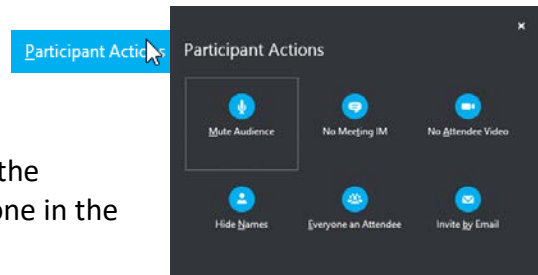 Participant Actions
Participant Actions
Mute Audience
No Meeting IM
No Attendee Video
the
one in the
Hide Names
Everyone an Attendee
Invite by Email